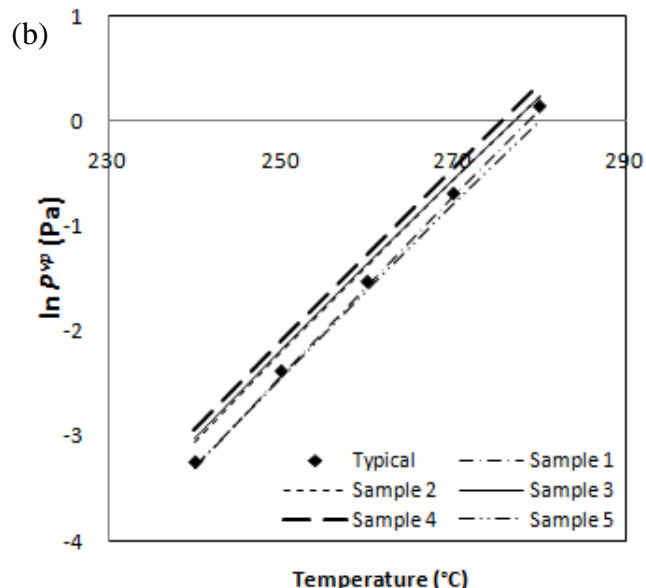 (b)
1
0
230 250 270 290
-1
ln Pᵛᵖ (Pa)
-2
-3
-4
Typical Sample 1
Sample 2 Sample 3
Sample 4 Sample 5
Temperature (°C)